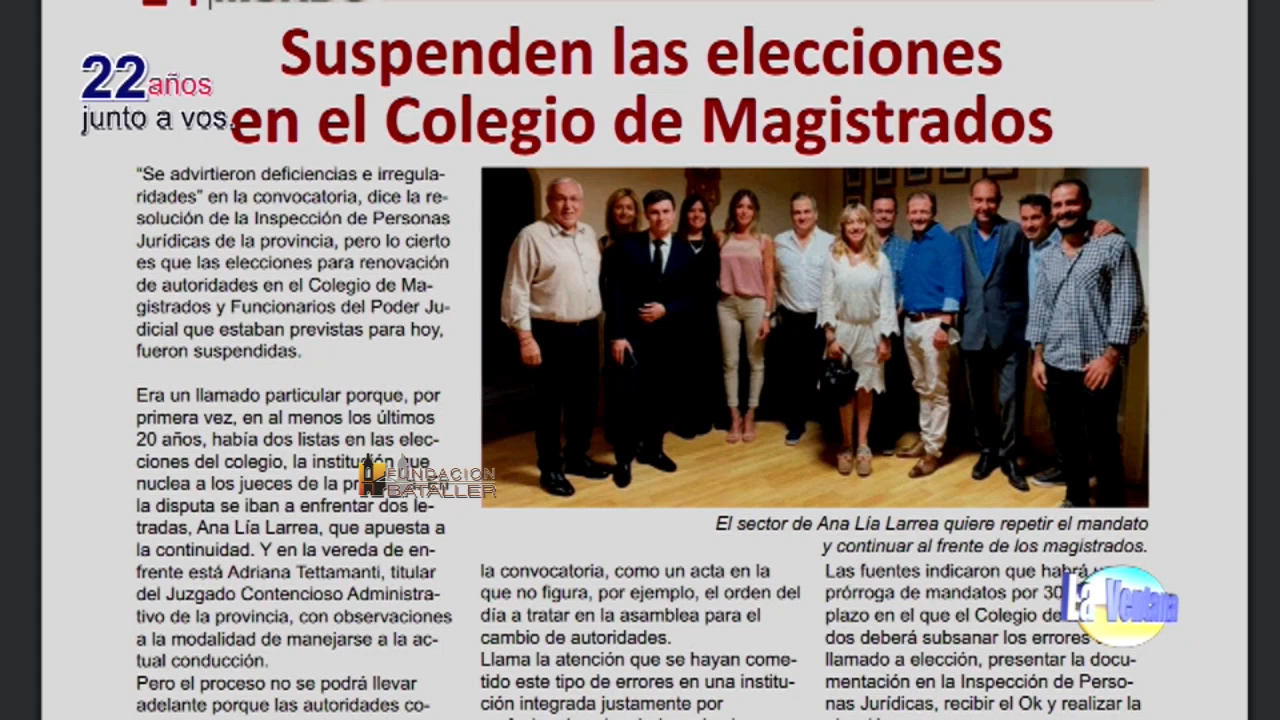 Suspenden las elecciones
en el Colegio de Magistrados
22 años
junto a vos.
“Se advirtieron deficiencias e irregula-
ridades” en la convocatoria, dice la re-
solución de la Inspección de Personas
Jurídicas de la provincia, pero lo cierto
es que las elecciones para renovación
de autoridades en el Colegio de Ma-
gistrados y Funcionarios del Poder Ju-
dicial que estaban previstas para hoy,
fueron suspendidas.
Era un llamado particular porque, por
primera vez, en al menos los últimos
20 años, había dos listas en las elec-
ciones del colegio, la institución que
nuclea a los jueces de la
la disputa se iban a enfrentar dos le-
tradas, Ana Lía Larrea, que apuesta a
la continuidad. Y en la vereda de en-
frente está Adriana Tettamanti, titular
del Juzgado Contencioso Administra-
tivo de la provincia, con observaciones
a la modalidad de manejarse a la ac-
tual conducción.
Pero el proceso no se podrá llevar
adelante porque las autoridades co-
FUNDACION
BATALLER
El sector de Ana Lía Larrea quiere repetir el mandato
y continuar al frente de los magistrados.
la convocatoria, como un acta en la
que no figura, por ejemplo, el orden del
día a tratar en la asamblea para el
cambio de autoridades.
Llama la atención que se hayan come-
tido este tipo de errores en una institu-
ción integrada justamente por
Las fuentes indicaron que habrá
prórroga de mandatos por 30
plazo en el que el Colegio de
dos deberá subsanar los errores
llamado a elección, presentar la docu-
mentación en la Inspección de Perso-
nas Jurídicas, recibir el Ok y realizar la
La Ventana